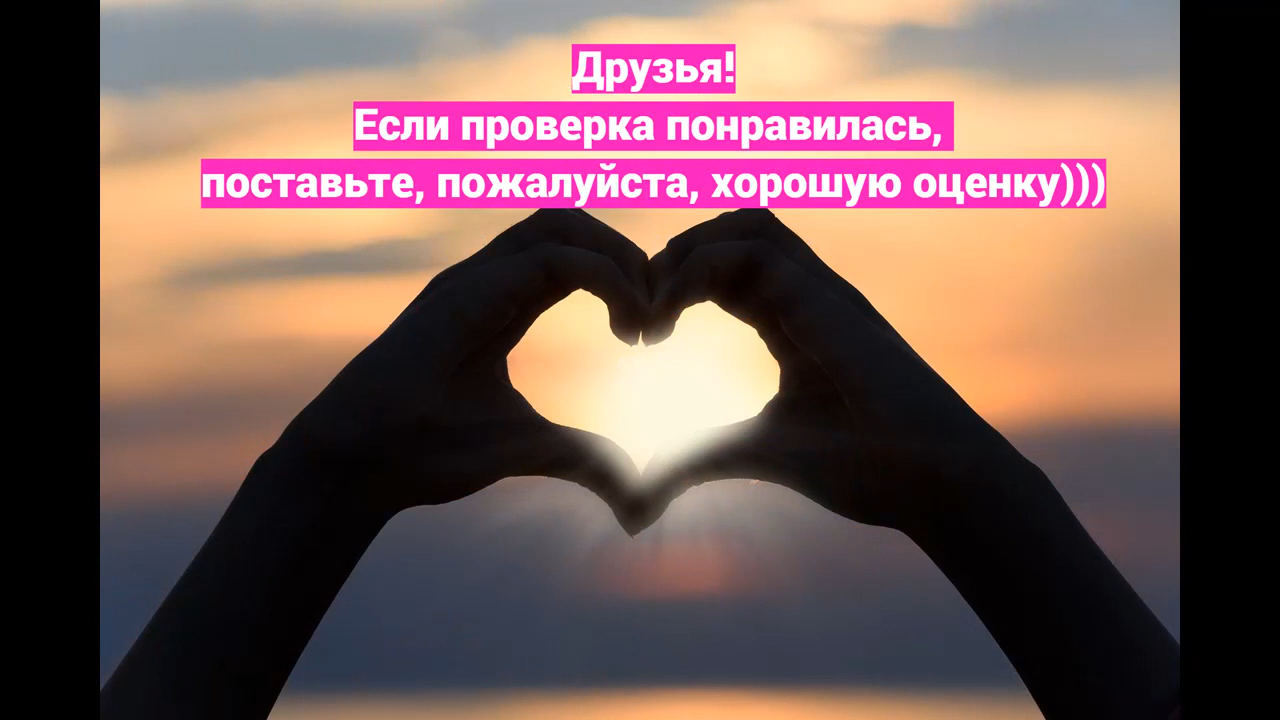 Друзья!
Если проверка понравилась,
поставьте, пожалуйста, хорошую оценку)))